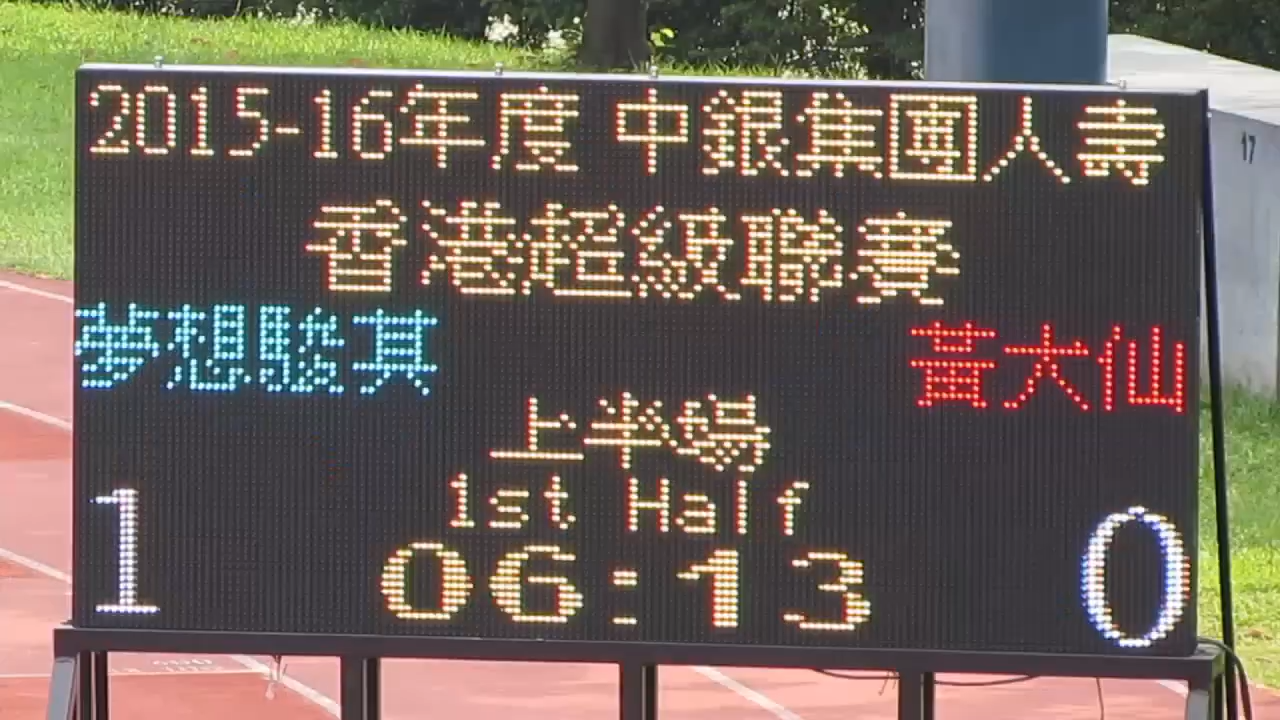 2015-16年度 中銀集團人壽
香港超級聯賽
夢想駿其 黃大仙
上半場
1st Half
1 06:13 0
17